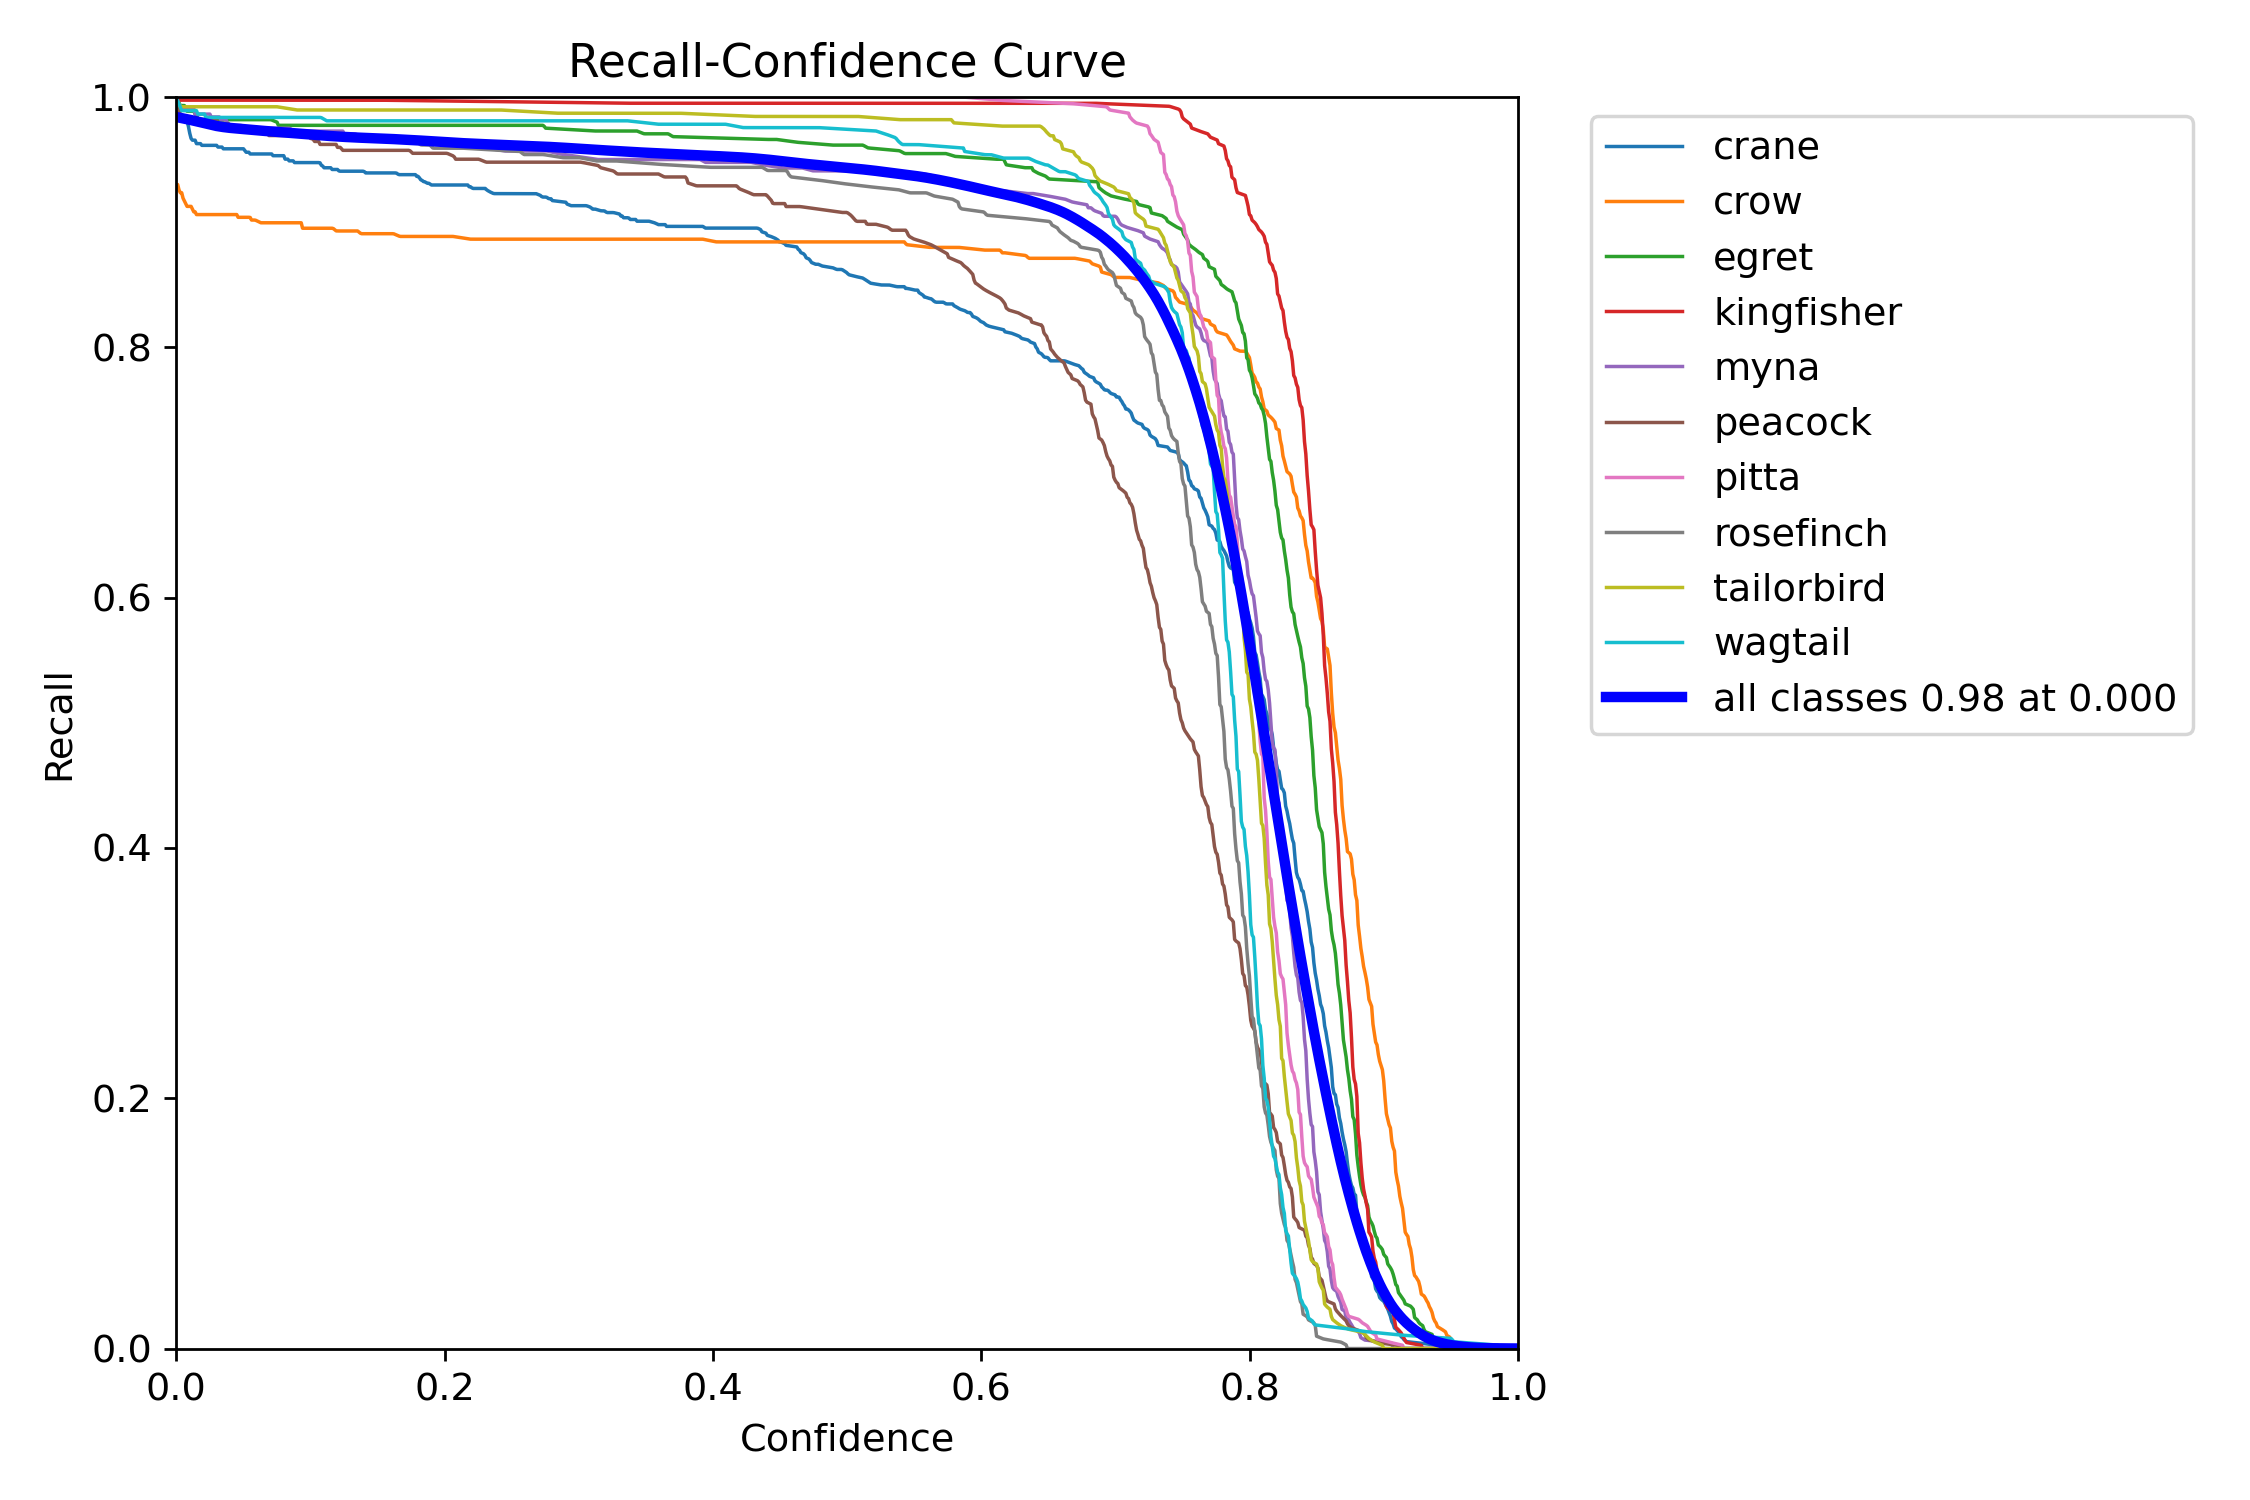 Recall-Confidence Curve
1.0
0.8
0.6
0.4
0.2
0.0
Recall
0.0 0.2 0.4 0.6 0.8 1.0
Confidence
crane
crow
egret
kingfisher
myna
peacock
pitta
rosefinch
tailorbird
wagtail
all classes 0.98 at 0.000